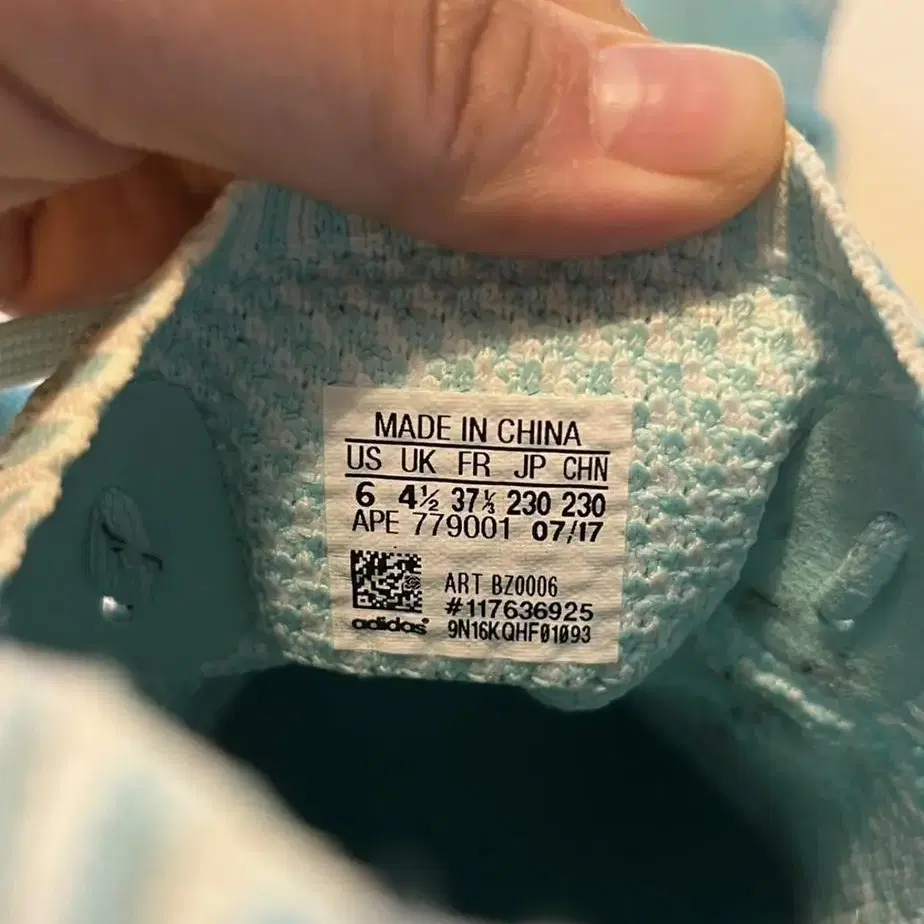 MADE IN CHINA
US UK FR JP CHN
6 4½ 37⅓ 230 230
APE 779001 07/17
ART BZ0006
#117636925
adidas
9N16KQHF01093